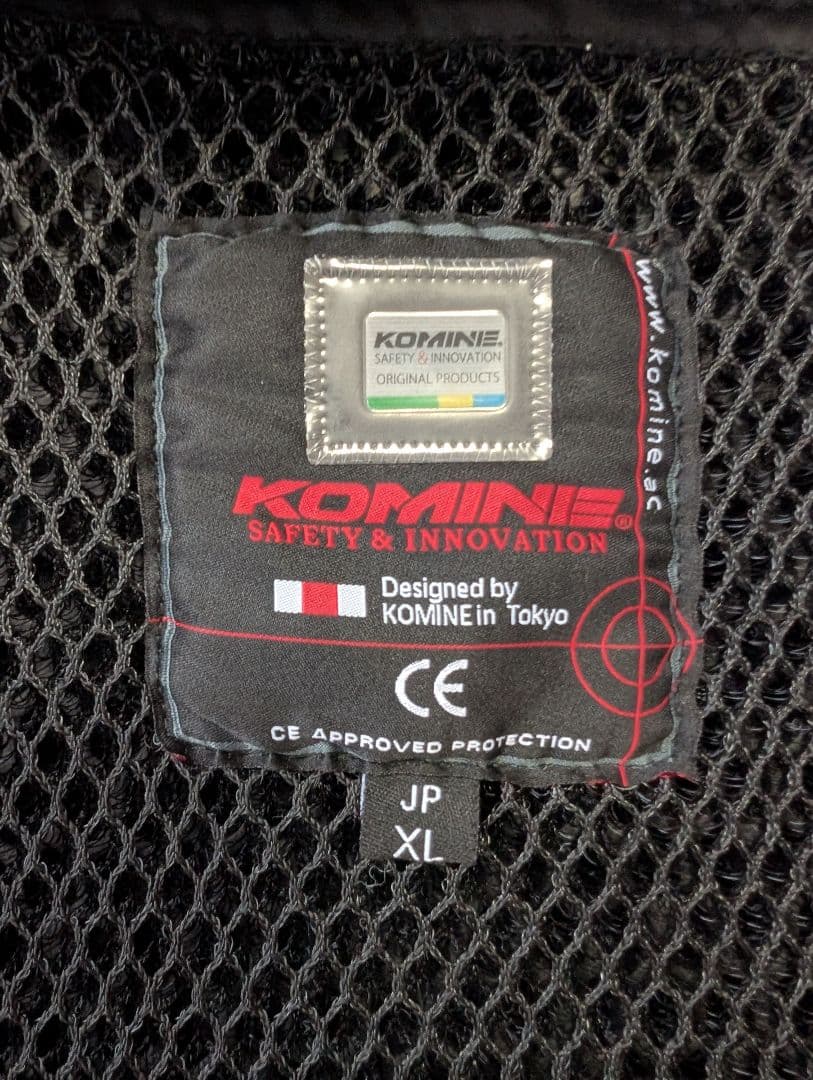 KOMINE.
SAFETY & INNOVATION
ORIGINAL PRODUCTS
KOMINE®
SAFETY & INNOVATION
Designed by
KOMINE in Tokyo
CE
CE APPROVED PROTECTION
www.komine.ac
JP
XL